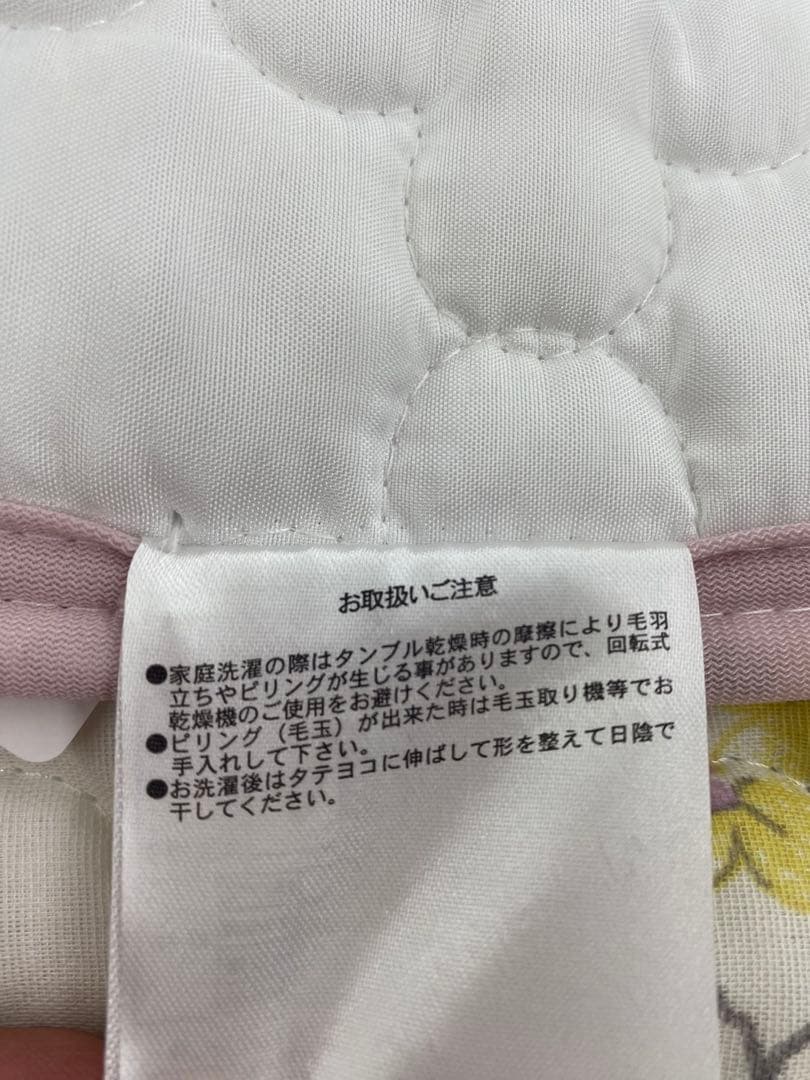 お取扱いご注意
●家庭洗濯の際はタンブル乾燥時の摩擦により毛羽
立ちやピリングが生じる事がありますので、回転式
乾燥機のご使用をお避けください。
●ピリング(毛玉)が出来た時は毛玉取り機等でお
手入れして下さい。
●お洗濯後はタテヨコに伸ばして形を整えて日陰で
干してください。